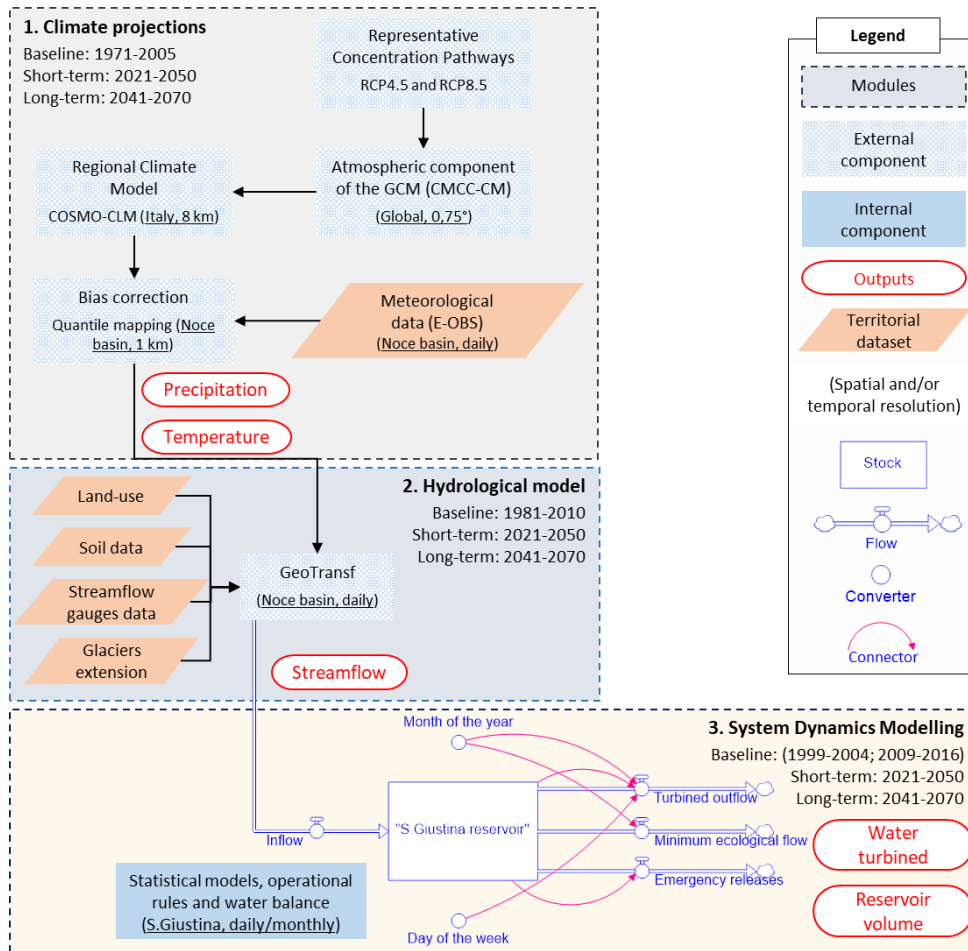 1. Climate projections
Baseline: 1971-2005
Short-term: 2021-2050
Long-term: 2041-2070
Representative
Concentration Pathways
RCP4.5 and RCP8.5
Regional Climate
Model
COSMO-CLM (Italy, 8 km)
Atmospheric component
of the GCM (CMCC-CM)
(Global, 0,75°)
Bias correction
Quantile mapping (Noce
basin, 1 km)
Meteorological
data (E-OBS)
(Noce basin, daily)
Precipitation
Temperature
2. Hydrological model
Baseline: 1981-2010
Short-term: 2021-2050
Long-term: 2041-2070
Land-use
Soil data
Streamflow
gauges data
Glaciers
extension
GeoTransf
(Noce basin, daily)
Streamflow
3. System Dynamics Modelling
Baseline: (1999-2004; 2009-2016)
Short-term: 2021-2050
Long-term: 2041-2070
Month of the year
Inflow
"S.Giustina reservoir"
Turbined outflow
Minimum ecological flow
Emergency releases
Day of the week
Statistical models, operational
rules and water balance
(S.Giustina, daily/monthly)
Water
turbined
Reservoir
volume
Legend
Modules
External
component
Internal
component
Outputs
Territorial
dataset
(Spatial and/or
temporal resolution)
Stock
Flow
Converter
Connector